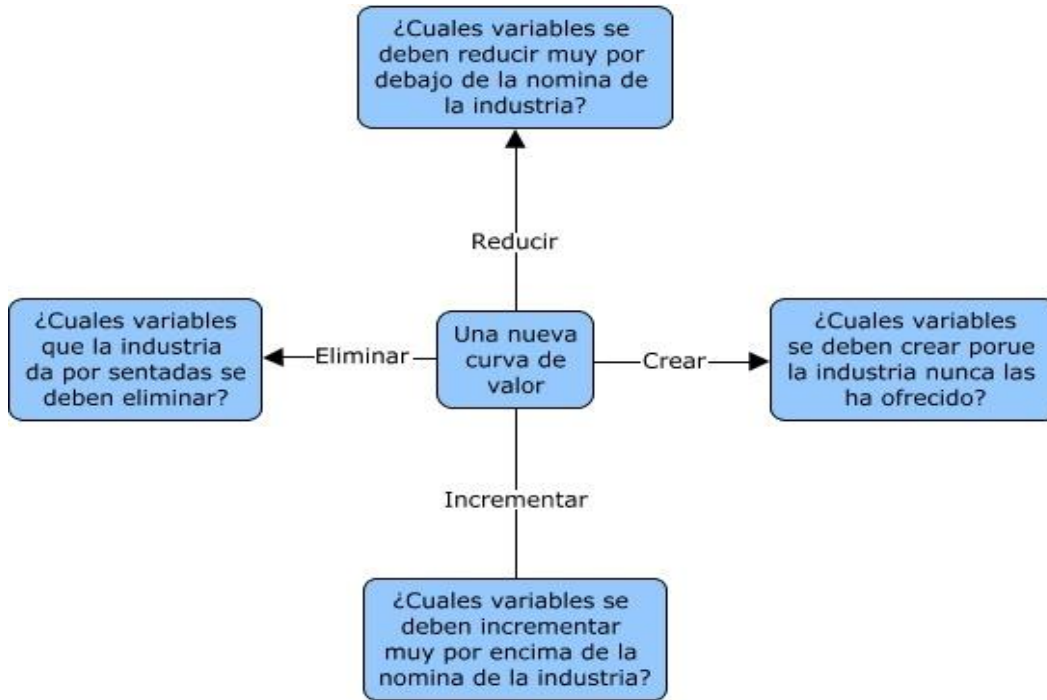 ¿Cuales variables se
deben reducir muy por
debajo de la nomina de
la industria?
Reducir
¿Cuales variables
que la industria
da por sentadas se
deben eliminar?
Eliminar
Una nueva
curva de
valor
Crear
¿Cuales variables
se deben crear porue
la industria nunca las
ha ofrecido?
Incrementar
¿Cuales variables se
deben incrementar
muy por encima de la
nomina de la industria?